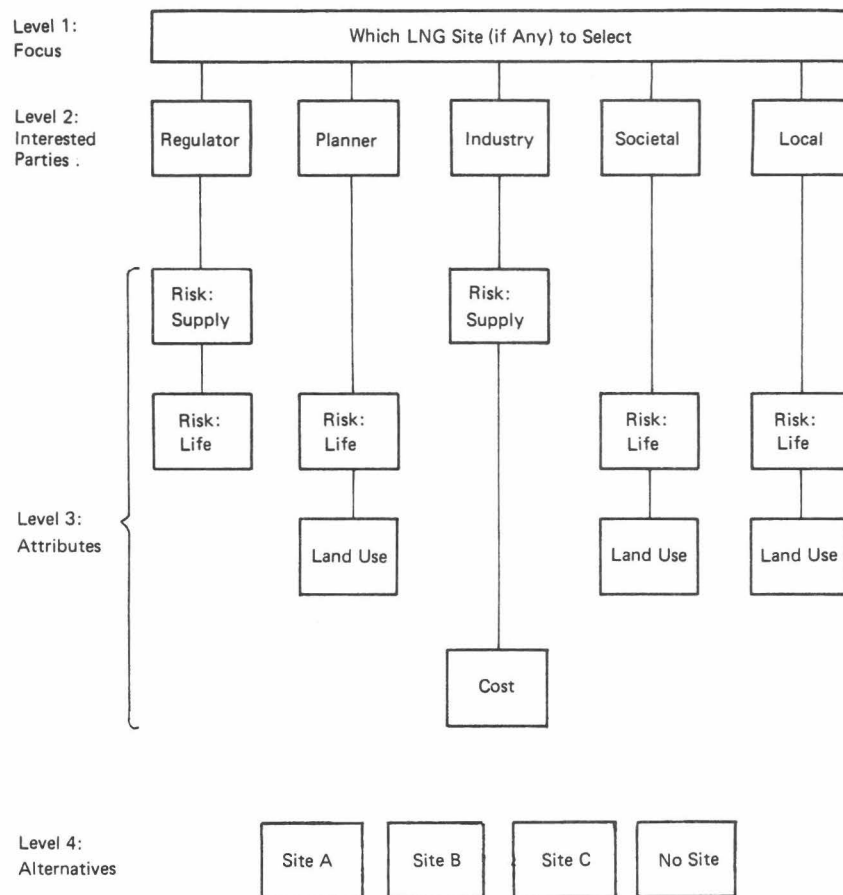 Level 1:
Focus
Which LNG Site (if Any) to Select
Level 2:
Interested
Parties .
Regulator
Planner
Industry
Societal
Local
Risk:
Supply
Risk:
Supply
Risk:
Life
Risk:
Life
Risk:
Life
Risk:
Life
Level 3:
Attributes
Land Use
Land Use
Land Use
Cost
Level 4:
Alternatives
Site A
Site B
Site C
No Site